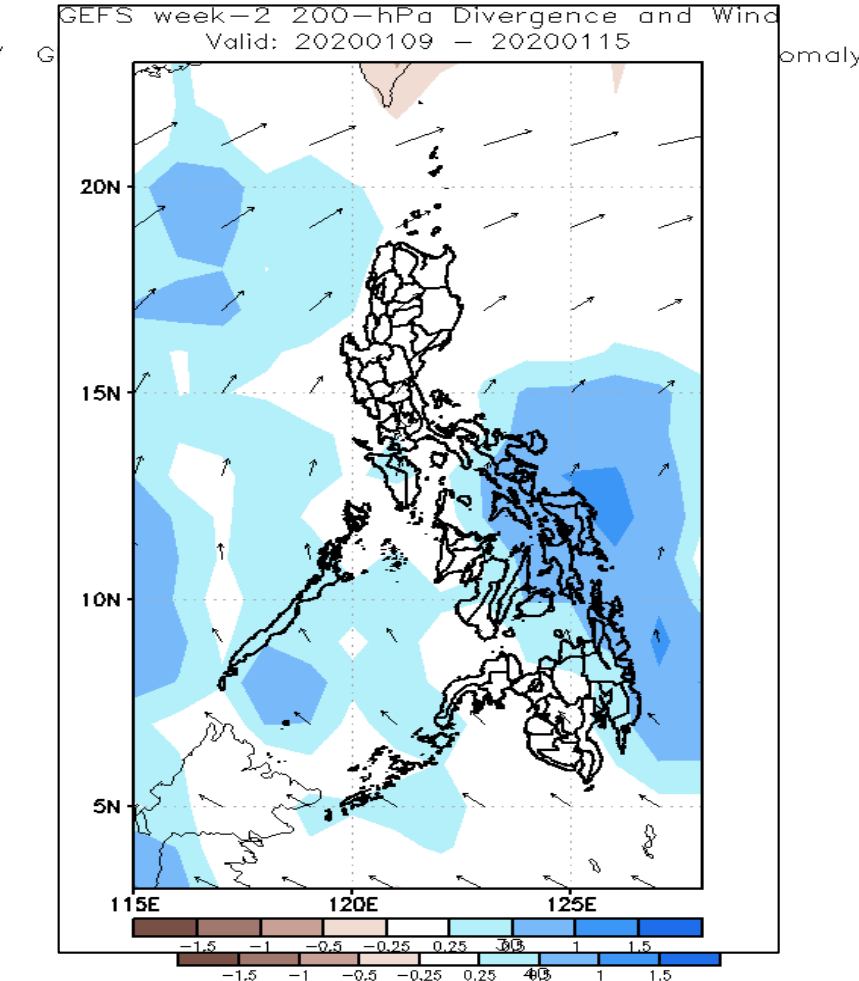 GEFS week-2 200-hPa Divergence and Wind
Valid: 20200109 - 20200115
G
omaly
20N
15N
10N
5N
115E 120E 125E
-1.5 -1 -0.5 -0.25 0.25 1 1.5
-1.5 -1 -0.5 -0.25 0.25 1 1.5